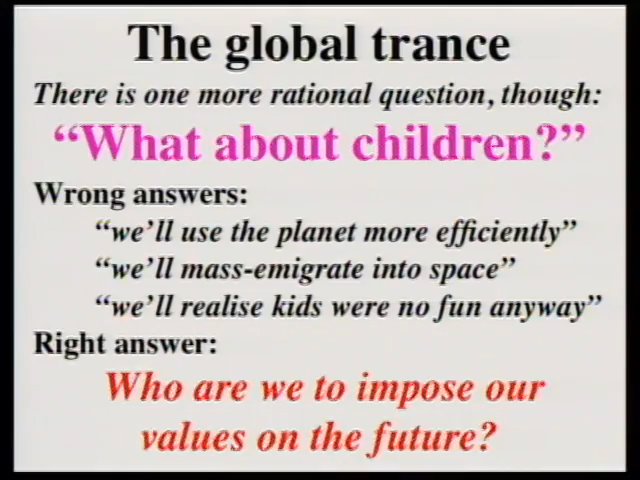 The global trance
There is one more rational question, though:
“What about children?”
Wrong answers:
“we’ll use the planet more efficiently”
“we’ll mass-emigrate into space”
“we’ll realise kids were no fun anyway”
Right answer:
Who are we to impose our
values on the future?